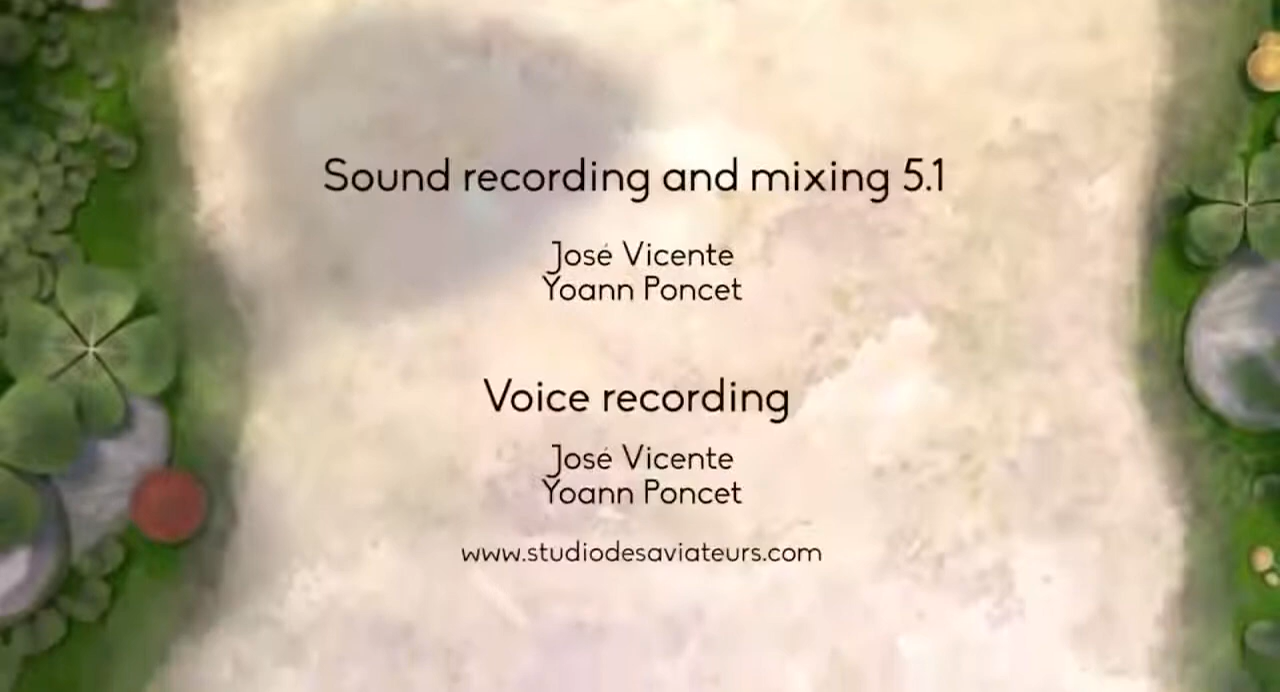 Sound recording and mixing 5.1
José Vicente
Yoann Poncet
Voice recording
José Vicente
Yoann Poncet
www.studiodesaviateurs.com